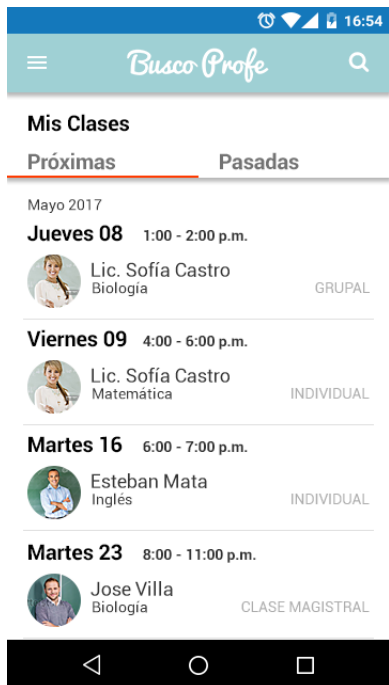 16:54
Busco Profe
Mis Clases
Próximas Pasadas
Mayo 2017
Jueves 08 1:00 - 2:00 p.m.
Lic. Sofía Castro
Biología GRUPAL
Viernes 09 4:00 - 6:00 p.m.
Lic. Sofía Castro
Matemática INDIVIDUAL
Martes 16 6:00 - 7:00 p.m.
Esteban Mata
Inglés INDIVIDUAL
Martes 23 8:00 - 11:00 p.m.
Jose Villa
Biología CLASE MAGISTRAL